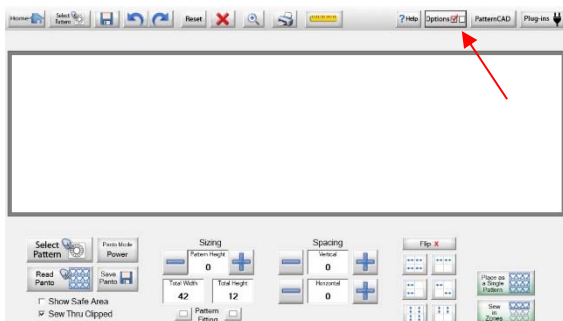 Home Select Pattern Reset ?Help Options PatternCAD Plug-ins
Select Pattern
Panto Mode Power
Read Panto
Save Panto
Show Safe Area
Sew Thru Clipped
Sizing
Pattern Height
0
Total Width Total Height
42 12
Pattern Fitting
Spacing
Vertical
0
Horizontal
0
Flip X
Place as a Single Pattern
Sew in Zones